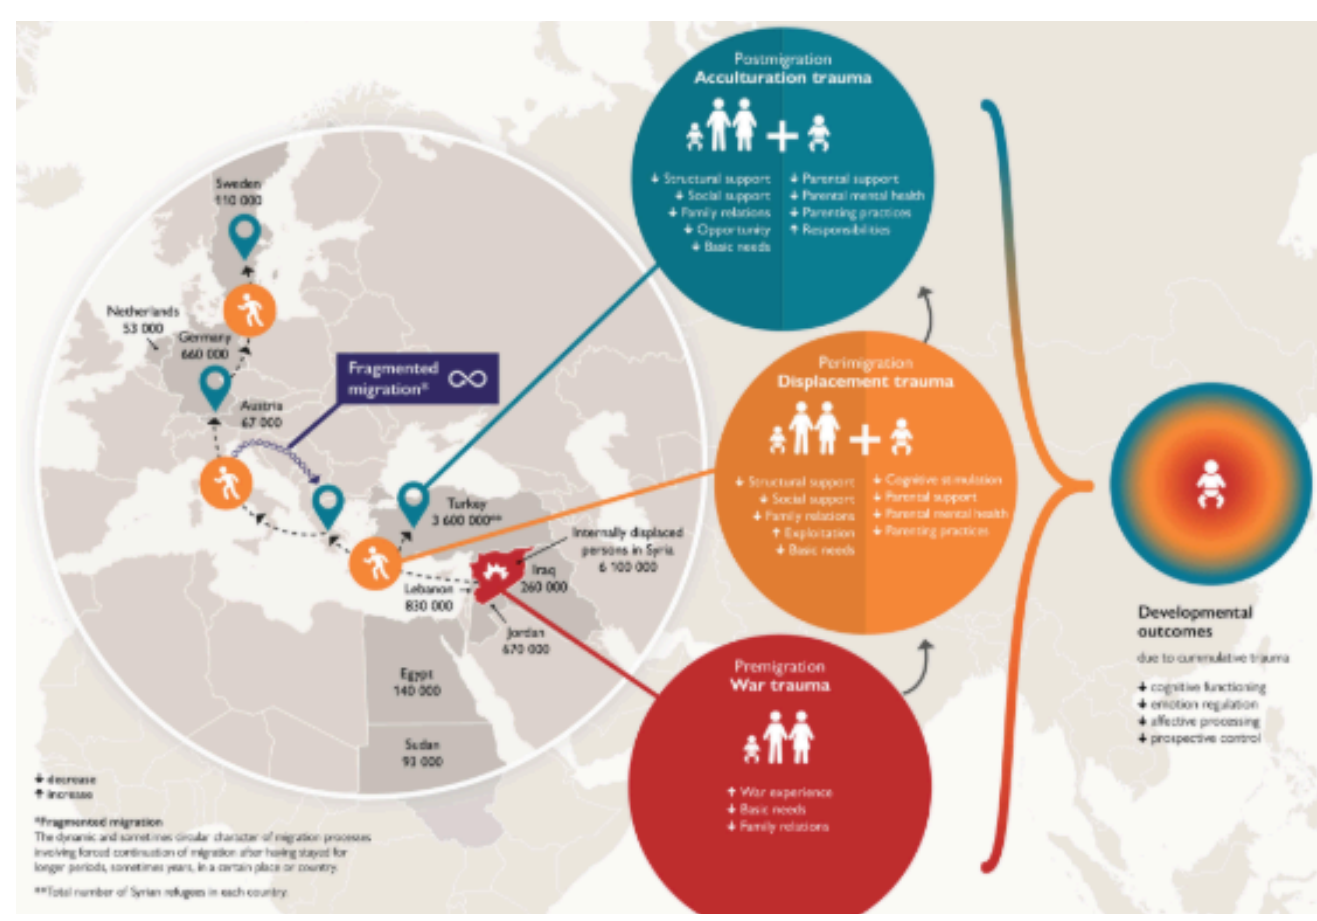 Postmigration
Acculturation trauma
↓ Structural support
↓ Social support
↓ Family relations
↓ Opportunity
↓ Basic needs
↓ Parental support
↓ Parental mental health
↓ Parenting practices
↑ Responsibilities
Sweden
110 000
Netherlands
53 000
Germany
660 000
Austria
67 000
Fragmented
migration*
Turkey
3 600 000**
Internally displaced
persons in Syria
6 100 000
Iraq
260 000
Lebanon
830 000
Jordan
670 000
Egypt
140 000
Sudan
93 000
Perimigration
Displacement trauma
↓ Structural support
↓ Social support
↓ Family relations
↑ Exploitation
↓ Basic needs
↓ Cognitive stimulation
↓ Parental support
↓ Parental mental health
↓ Parenting practices
Premigration
War trauma
↑ War experience
↓ Basic needs
↓ Family relations
Developmental
outcomes
due to cummulative trauma
↓ cognitive functioning
↓ emotion regulation
↓ affective processing
↓ prospective control
↓ decrease
↑ increase
*Fragmented migration
The dynamic and sometimes circular character of migration processes
involving forced continuation of migration after having stayed for
longer periods, sometimes years, in a certain place or country.
**Total number of Syrian refugees in each country.